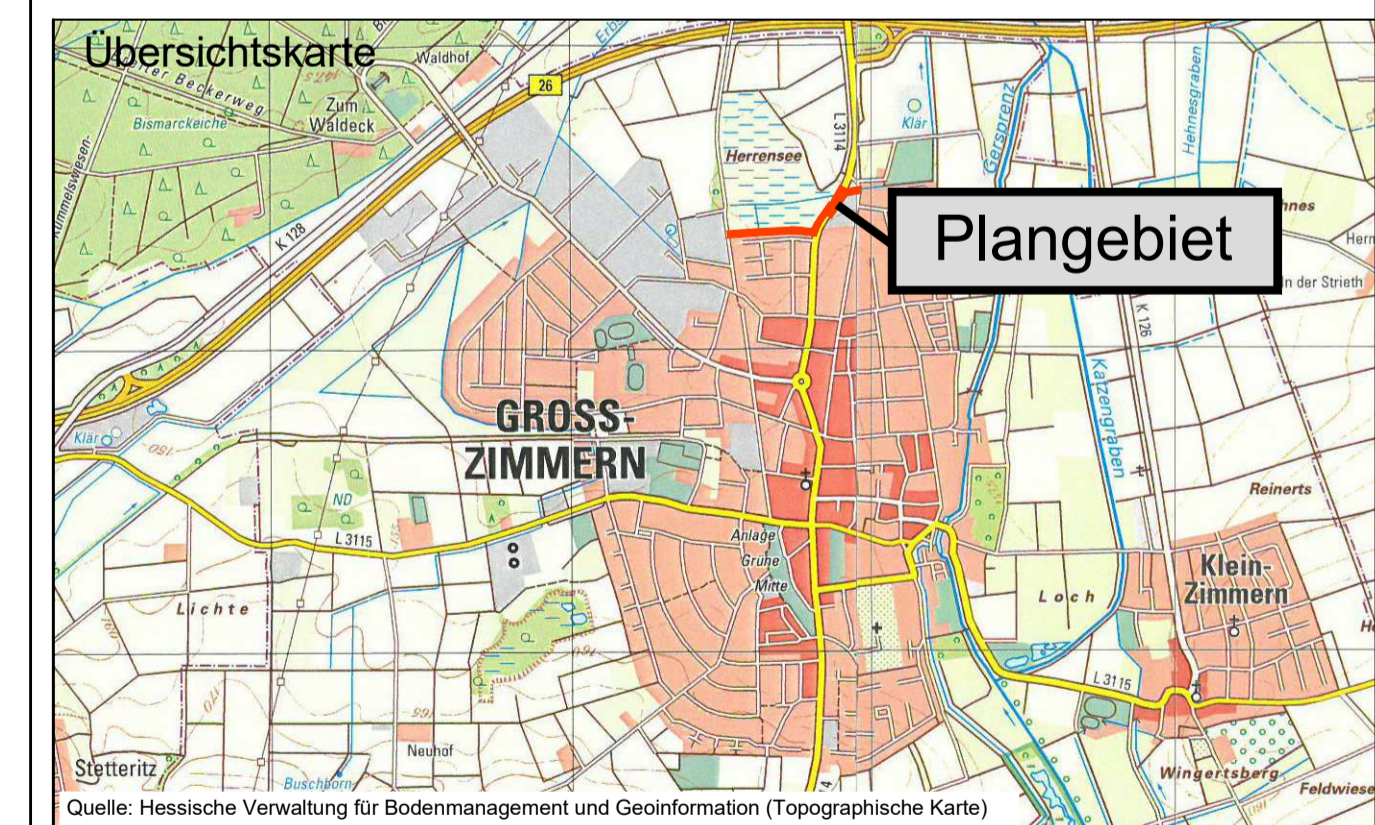 Übersichtskarte
Waldhof
Beckerweg
Bismarckeiche
Zum
Waldeck
26
K 128
Herrensee
L 3114
Klär
Gersprenz
Hehnesgraben
Plangebiet
In der Strieth
K 126
Katzengraben
GROSS-
ZIMMERN
Klär
ND
L 3115
Anlage
Grühe
Mitte
Lichte
Loch
Reinerts
Klein-
Zimmern
L 3115
Neuhof
Buschborn
Stetteritz
Wingertsberg
Feldwiese
Quelle: Hessische Verwaltung für Bodenmanagement und Geoinformation (Topographische Karte)